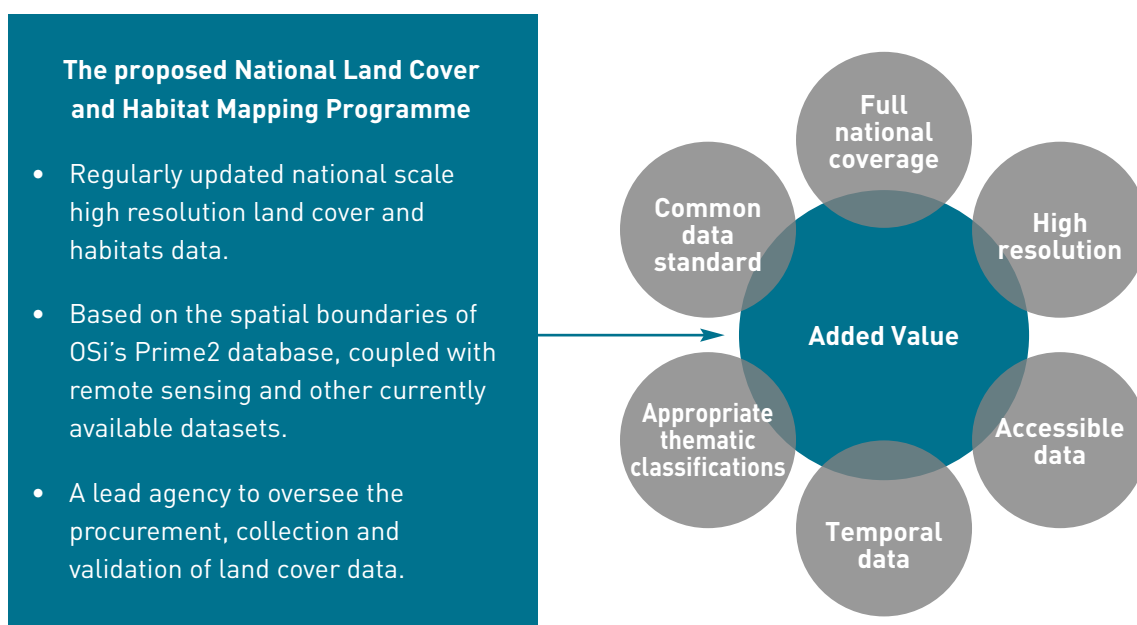 The proposed National Land Cover
and Habitat Mapping Programme
• Regularly updated national scale
high resolution land cover and
habitats data.
• Based on the spatial boundaries of
OSi's Prime2 database, coupled with
remote sensing and other currently
available datasets.
• A lead agency to oversee the
procurement, collection and
validation of land cover data.
Full
national
coverage
Common
data
standard
High
resolution
Added Value
Appropriate
thematic
classifications
Accessible
data
Temporal
data